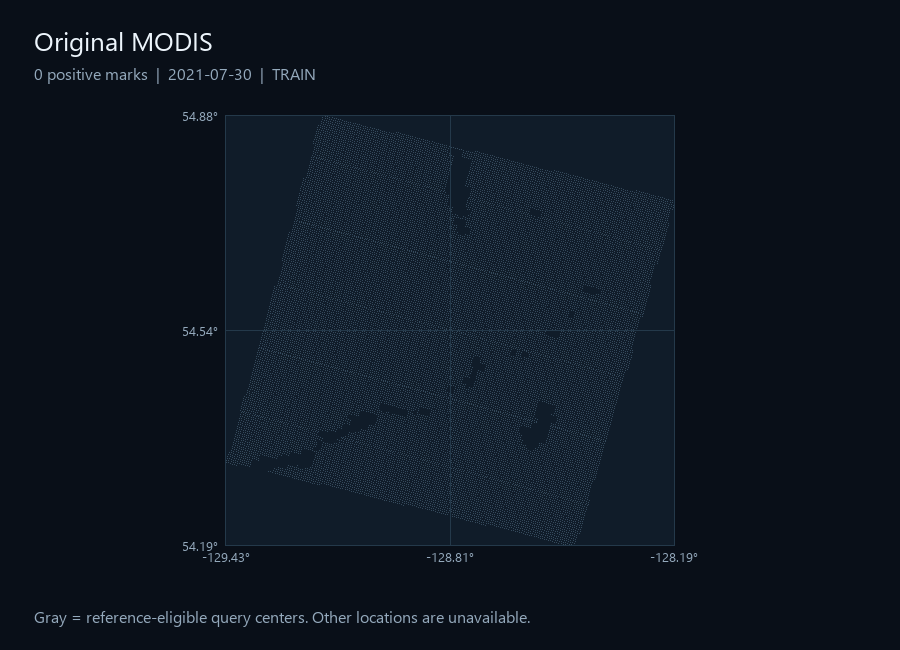 Original MODIS
0 positive marks | 2021-07-30 | TRAIN
54.88°
54.54°
54.19°
-129.43°
-128.81°
-128.19°
Gray = reference-eligible query centers. Other locations are unavailable.